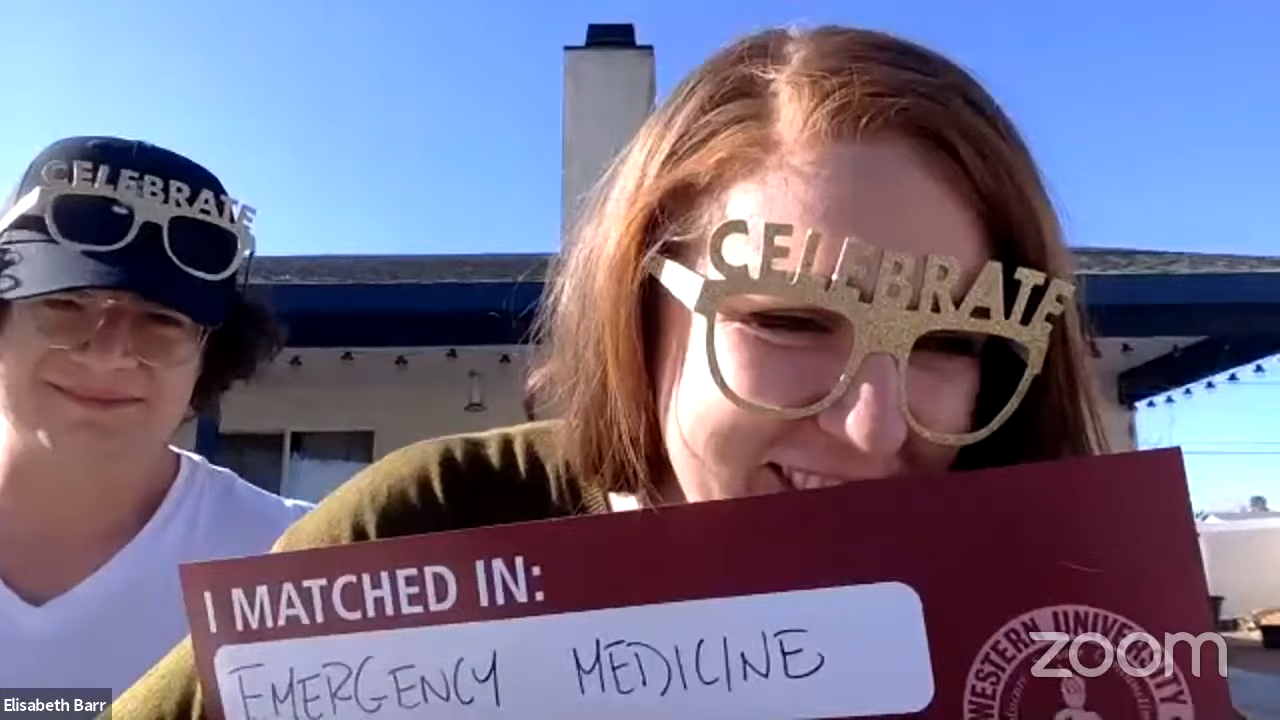 CELEBRATE
CELEBRATE
I MATCHED IN:
EMERGENCY MEDICINE
WESTERN UNIVERSITY
zoom
Elisabeth Barr